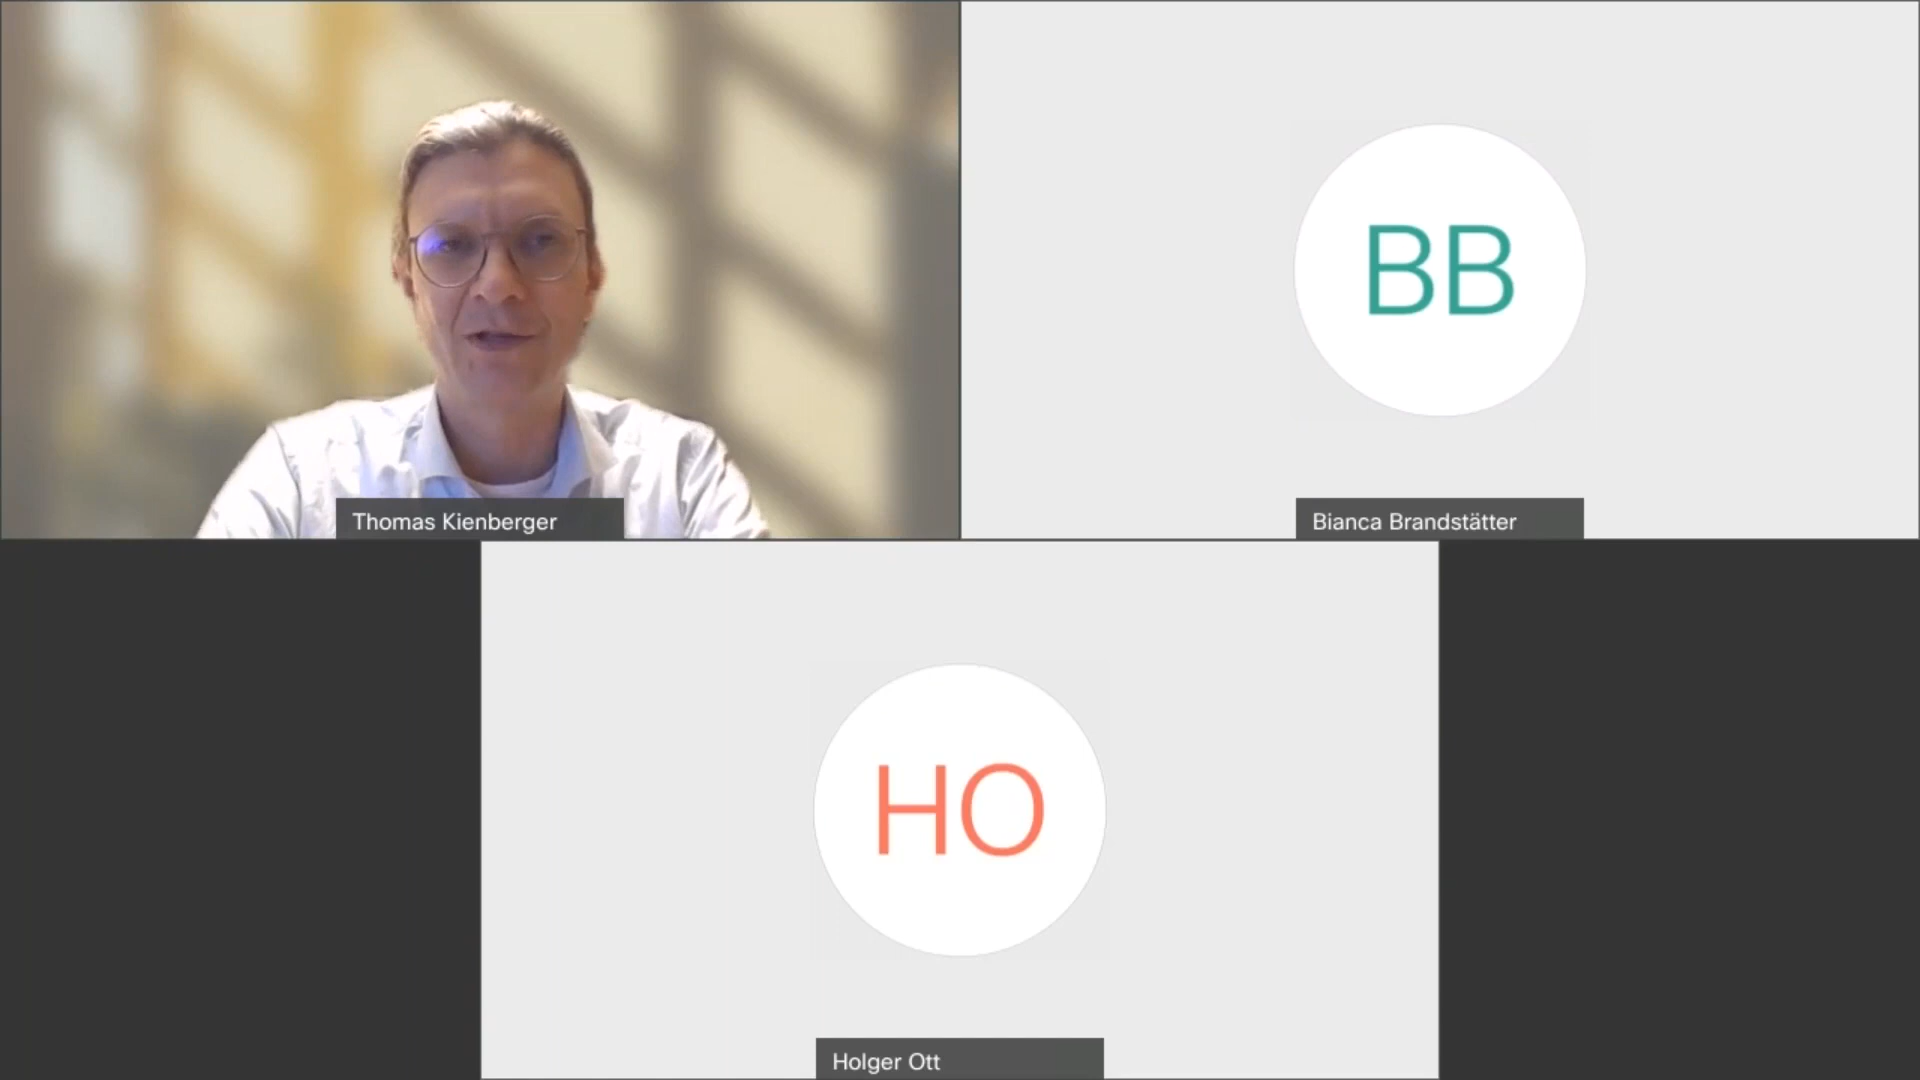 BB
Thomas Kienberger
Bianca Brandstätter
HO
Holger Ott